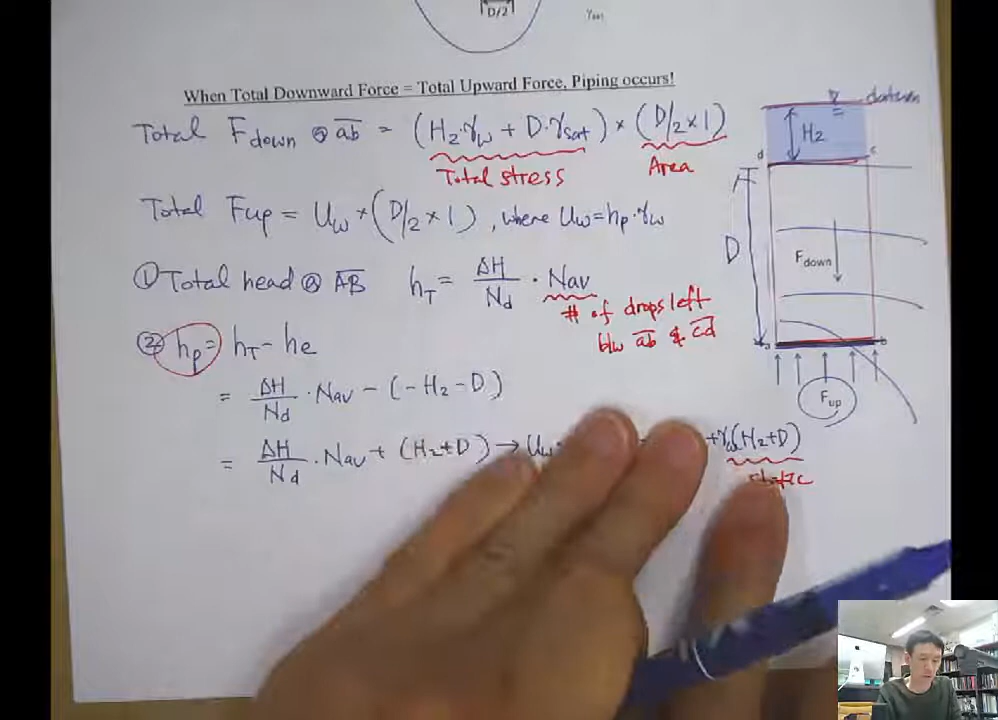 D/2
γsat
When Total Downward Force = Total Upward Force, Piping occurs!
Total Fdown @ ab = (H2·γw + D·γsat) × (D/2 × 1)
Total stress
Area
Total Fup = Uw × (D/2 × 1), where Uw = hp·γw
① Total head @ AB hT = ΔH/Nd · Nav
# of drops left
b/w ab & cd
② hp = hT - he
= ΔH/Nd · Nav - (-H2 - D)
= ΔH/Nd · Nav + (H2+D) → Uw
+γw(H2+D)
static
datum
H2
d
c
D
Fdown
a
b
Fup